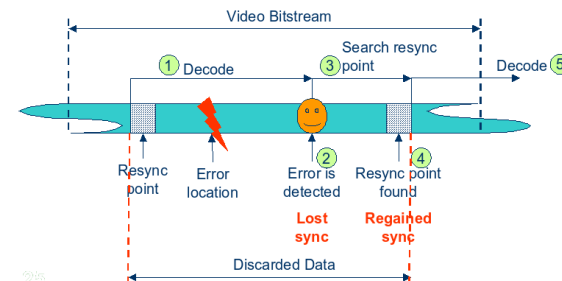 Video Bitstream
1 Decode
3 Search resync point
Decode 5
Resync point
Error location
2 Error is detected
4 Resync point found
Lost sync
Regained sync
Discarded Data